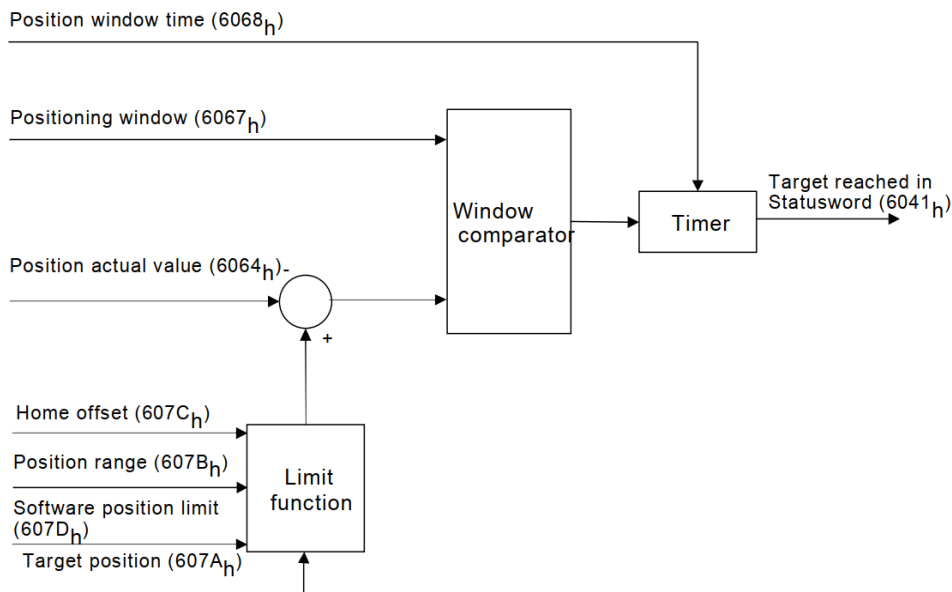 Position window time (6068h)
Positioning window (6067h)
Target reached in
Statusword (6041h)
Window
comparator
Timer
Position actual value (6064h)-
+
Home offset (607Ch)
Position range (607Bh)
Limit
function
Software position limit
(607Dh)
Target position (607Ah)